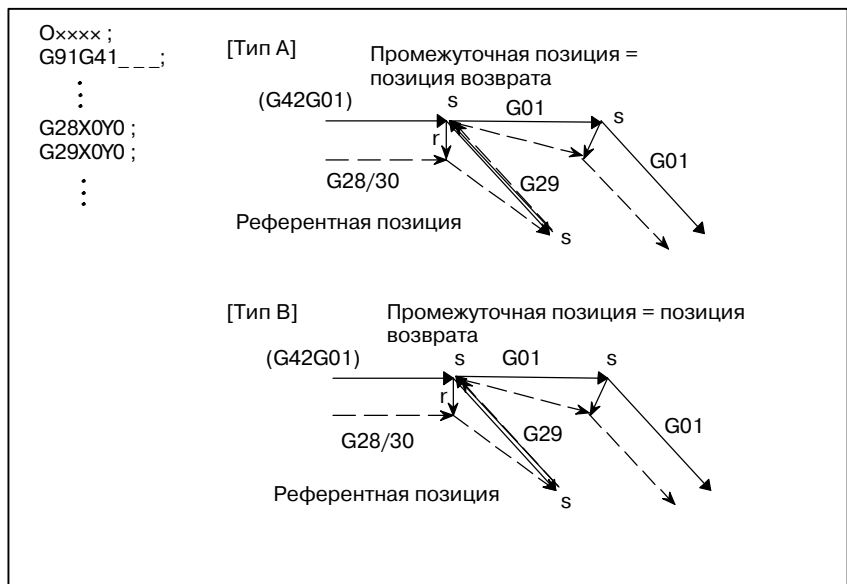 O×××× ;
G91G41_ _ _;
G28X0Y0 ;
G29X0Y0 ;
[Тип A]
Промежуточная позиция =
позиция возврата
(G42G01)
s
G01
s
r
G01
G28/30
G29
Референтная позиция
s
[Тип B]
Промежуточная позиция = позиция
возврата
(G42G01)
s
G01
s
r
G01
G28/30
G29
Референтная позиция
s